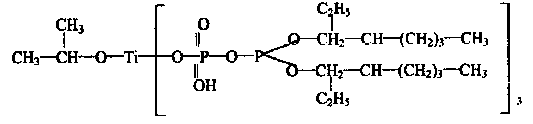 C₂H₅
CH₃ O O—CH₂—CH—(CH₂)₃—CH₃
CH₃—CH—O—Ti—O—P—O—P
OH O—CH₂—CH—(CH₂)₃—CH₃
C₂H₅ 3